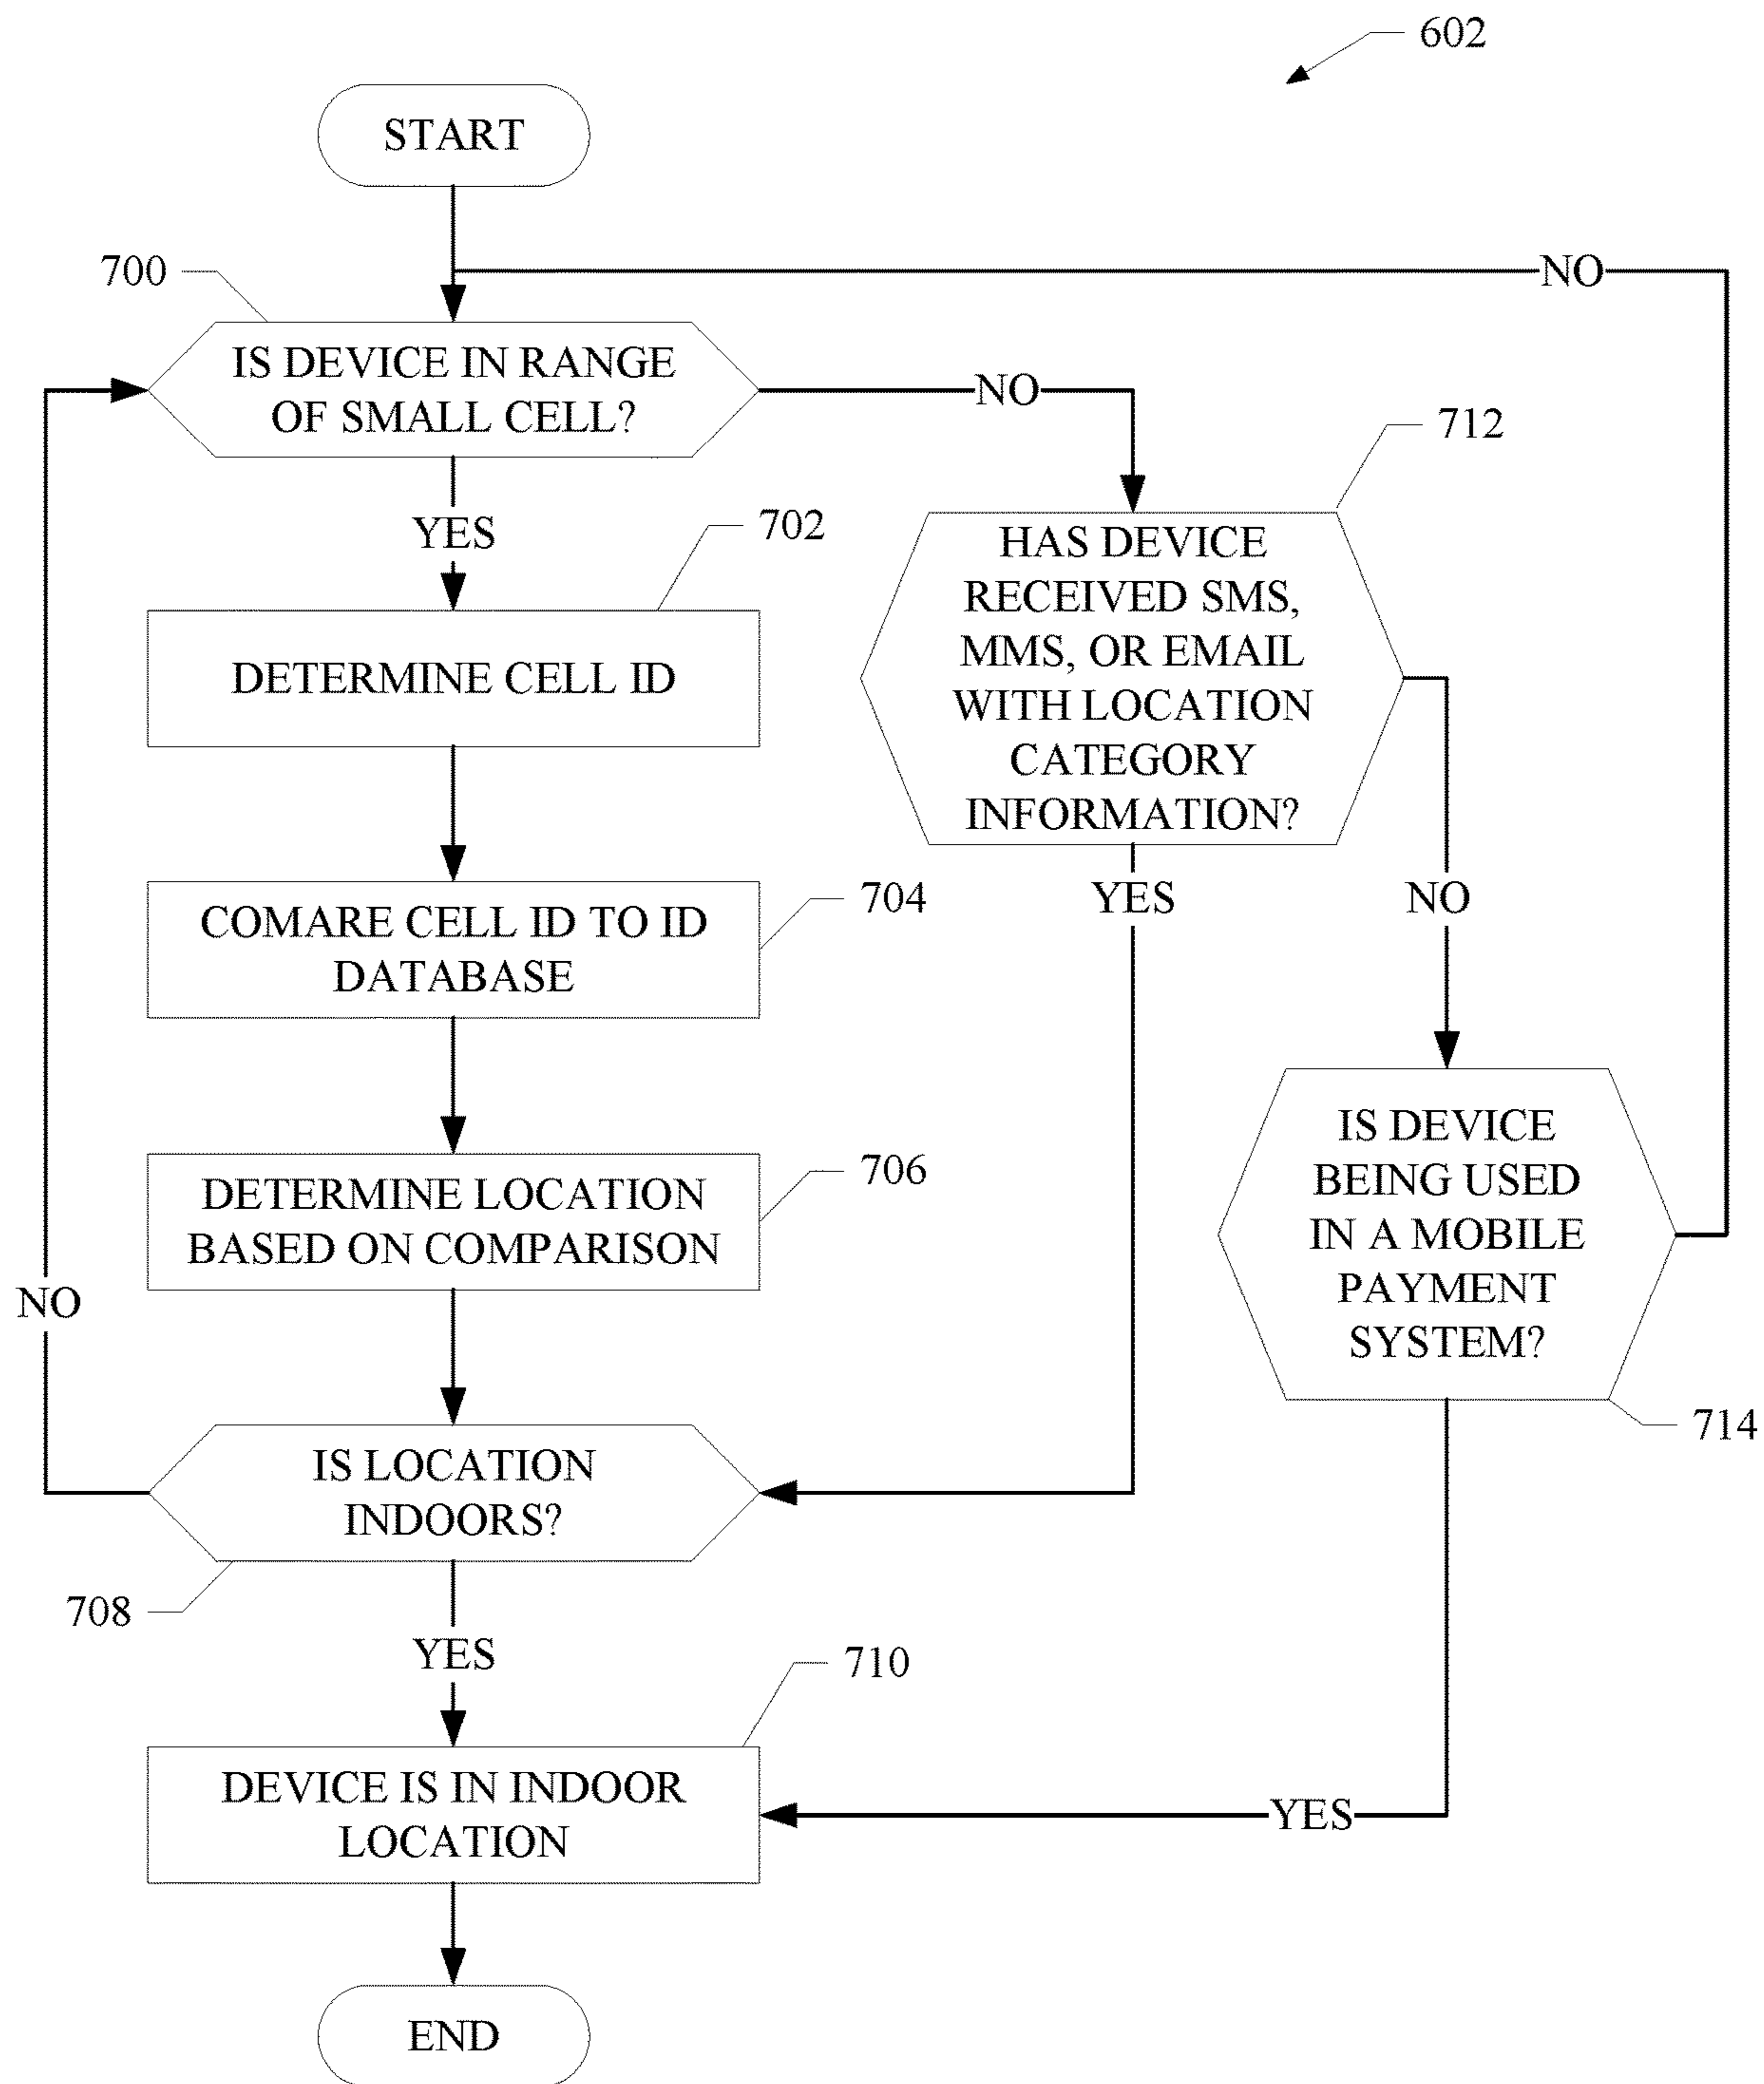 602
START
700
NO
IS DEVICE IN RANGE
OF SMALL CELL?
NO
712
YES
702
HAS DEVICE
RECEIVED SMS,
MMS, OR EMAIL
WITH LOCATION
CATEGORY
INFORMATION?
DETERMINE CELL ID
COMARE CELL ID TO ID
DATABASE
704
YES
NO
IS DEVICE
BEING USED
IN A MOBILE
PAYMENT
SYSTEM?
714
DETERMINE LOCATION
BASED ON COMPARISON
706
NO
IS LOCATION
INDOORS?
708
YES
710
DEVICE IS IN INDOOR
LOCATION
YES
END